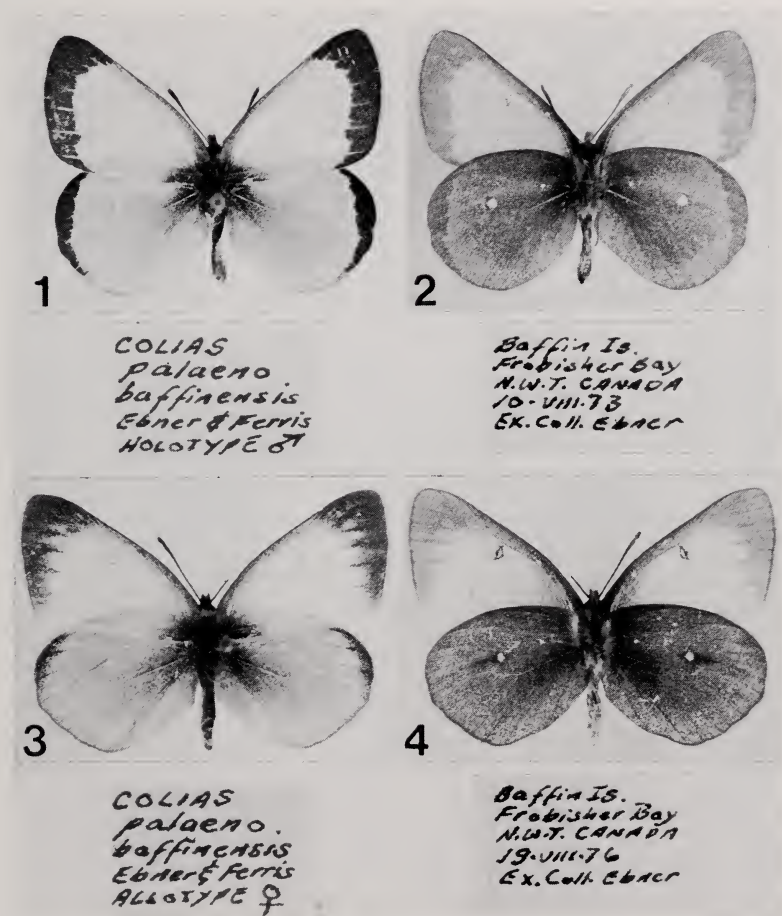 1
2
COLIAS
palaeno
baffinensis
Ebner & Ferris
HOLOTYPE ♂
Baffin Is.
Frobisher Bay
N.W.T. CANADA
10-VIII-73
Ex. Coll. Ebner
3
4
COLIAS
palaeno.
baffinensis
Ebner & Ferris
ALLOTYPE ♀
Baffin Is.
Frobisher Bay
N.W.T. CANADA
19-VIII-76
Ex. Coll. Ebner